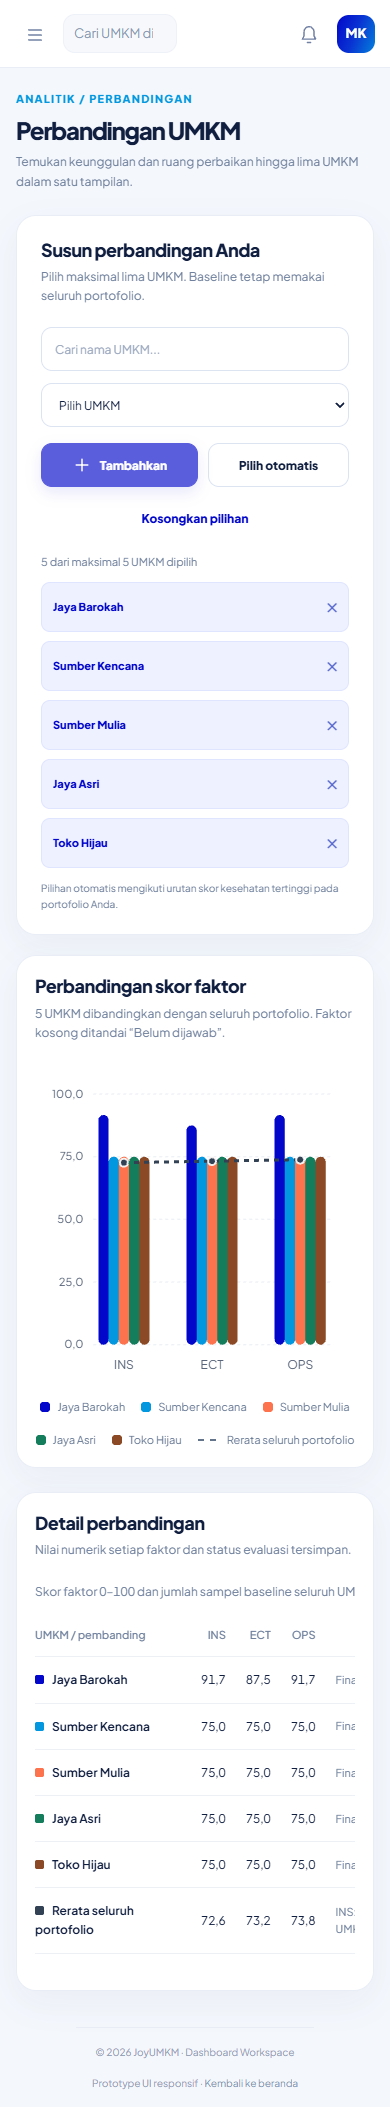 Cari UMKM di
MK
ANALITIK / PERBANDINGAN
Perbandingan UMKM
Temukan keunggulan dan ruang perbaikan hingga lima UMKM
dalam satu tampilan.
Susun perbandingan Anda
Pilih maksimal lima UMKM. Baseline tetap memakai
seluruh portofolio.
Cari nama UMKM...
Pilih UMKM
Tambahkan
Pilih otomatis
Kosongkan pilihan
5 dari maksimal 5 UMKM dipilih
Jaya Barokah
Sumber Kencana
Sumber Mulia
Jaya Asri
Toko Hijau
Pilihan otomatis mengikuti urutan skor kesehatan tertinggi pada
portofolio Anda.
Perbandingan skor faktor
5 UMKM dibandingkan dengan seluruh portofolio. Faktor
kosong ditandai “Belum dijawab”.
100,0
75,0
50,0
25,0
0,0
INS ECT OPS
Jaya Barokah Sumber Kencana Sumber Mulia
Jaya Asri Toko Hijau Rerata seluruh portofolio
Detail perbandingan
Nilai numerik setiap faktor dan status evaluasi tersimpan.
Skor faktor 0–100 dan jumlah sampel baseline seluruh UM
UMKM / pembanding INS ECT OPS
Jaya Barokah 91,7 87,5 91,7 Fina
Sumber Kencana 75,0 75,0 75,0 Fina
Sumber Mulia 75,0 75,0 75,0 Fina
Jaya Asri 75,0 75,0 75,0 Fina
Toko Hijau 75,0 75,0 75,0 Fina
Rerata seluruh portofolio 72,6 73,2 73,8 INS: UMK
© 2026 JoyUMKM · Dashboard Workspace
Prototype UI responsif · Kembali ke beranda